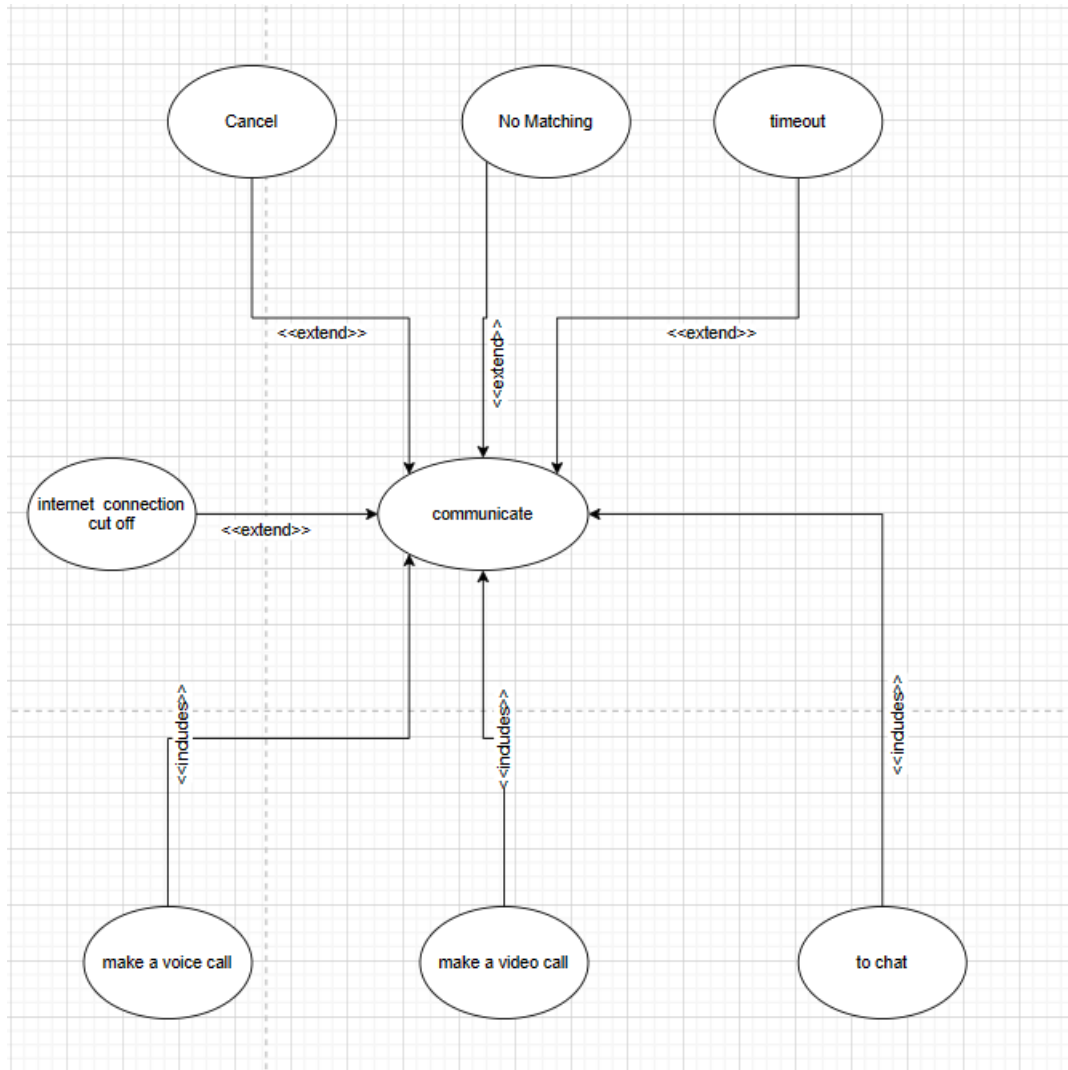 Cancel
No Matching
timeout
<<extend>>
<<extend>>
<<extend>>
internet connection
cut off
<<extend>>
communicate
<<includes>>
<<includes>>
<<includes>>
make a voice call
make a video call
to chat